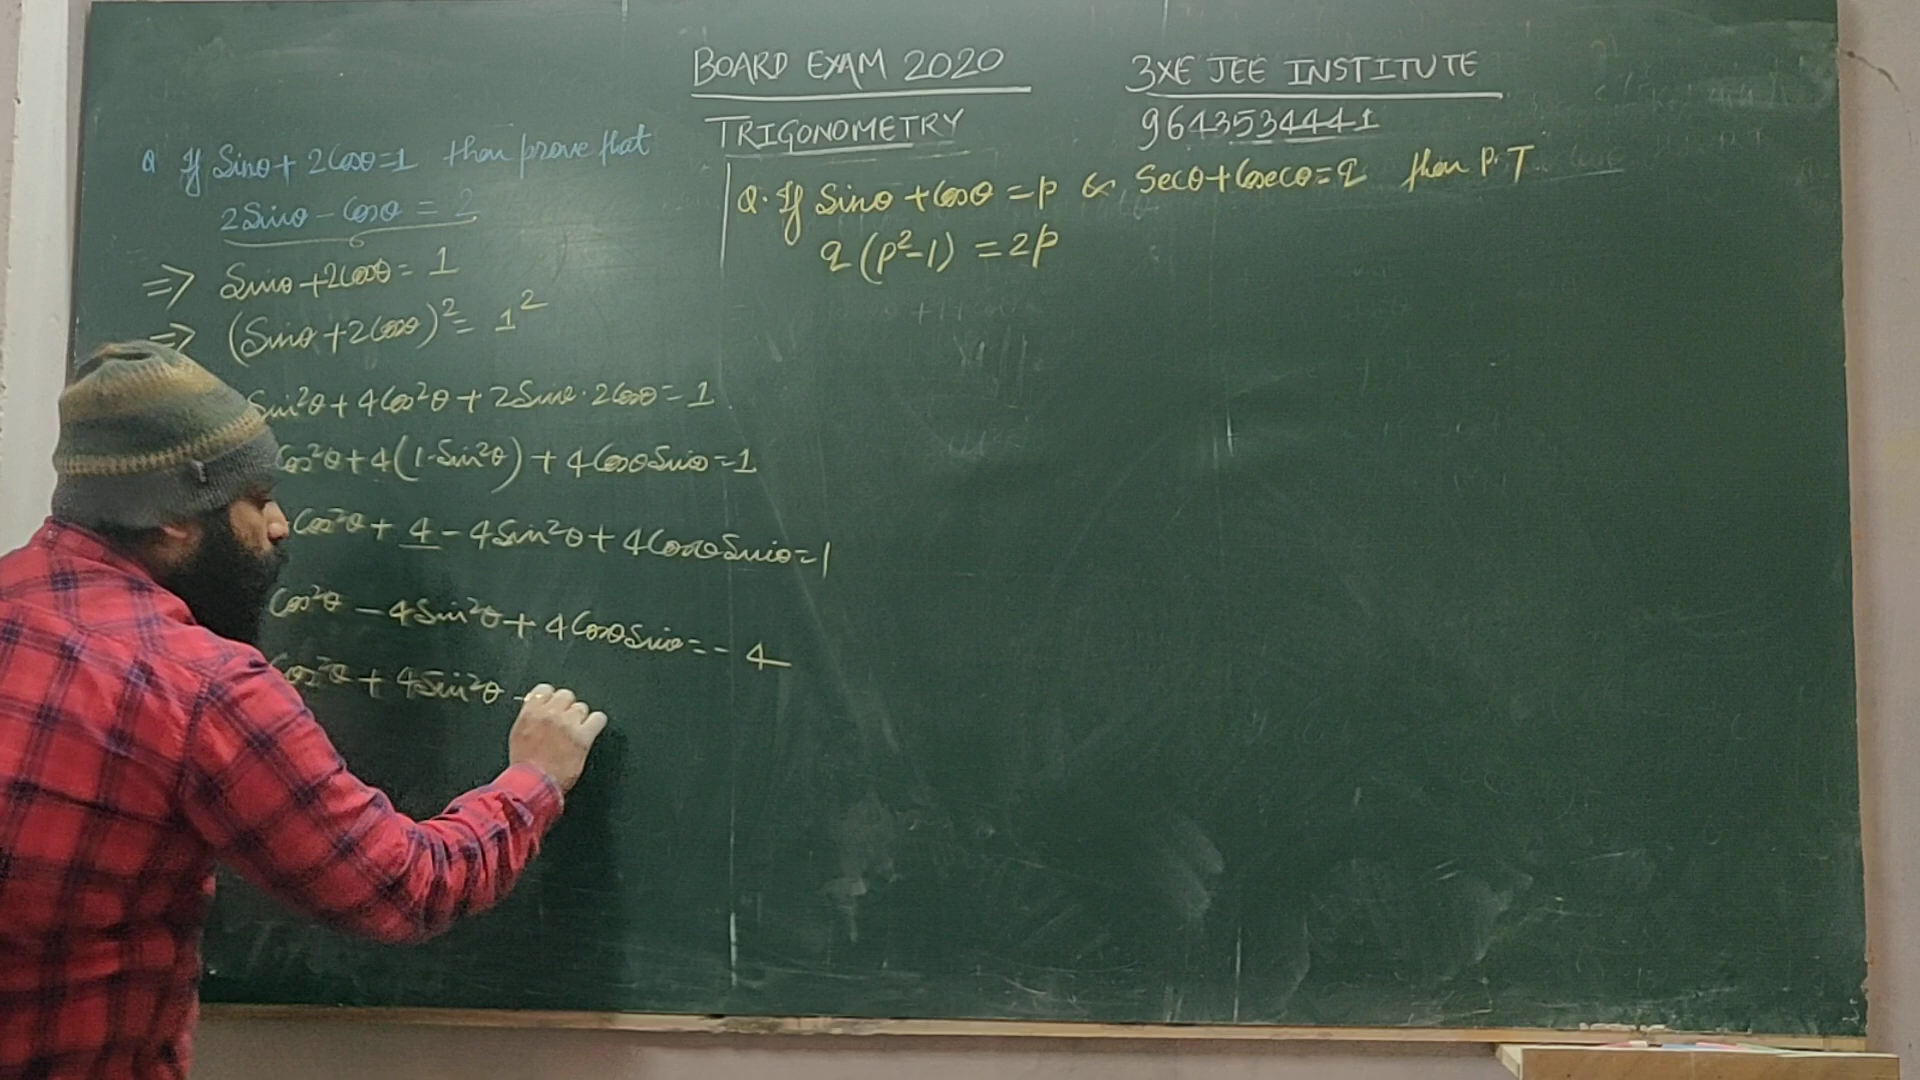 BOARD EXAM 2020
3XE JEE INSTITUTE
TRIGONOMETRY
9643534441
Q If Sinθ + 2Cosθ = 1 then prove that
2Sinθ - Cosθ = 2
⇒ Sinθ + 2Cosθ = 1
⇒ (Sinθ + 2Cosθ)² = 1²
Sin²θ + 4Cos²θ + 2Sinθ·2Cosθ = 1
Cos²θ + 4(1-Sin²θ) + 4CosθSinθ = 1
Cos²θ + 4 - 4Sin²θ + 4CosθSinθ = 1
Cos²θ - 4Sin²θ + 4CosθSinθ = - 4
Cos²θ + 4Sin²θ -
Q. If Sinθ + Cosθ = p & Secθ + Cosecθ = q then P.T
q (p²-1) = 2p